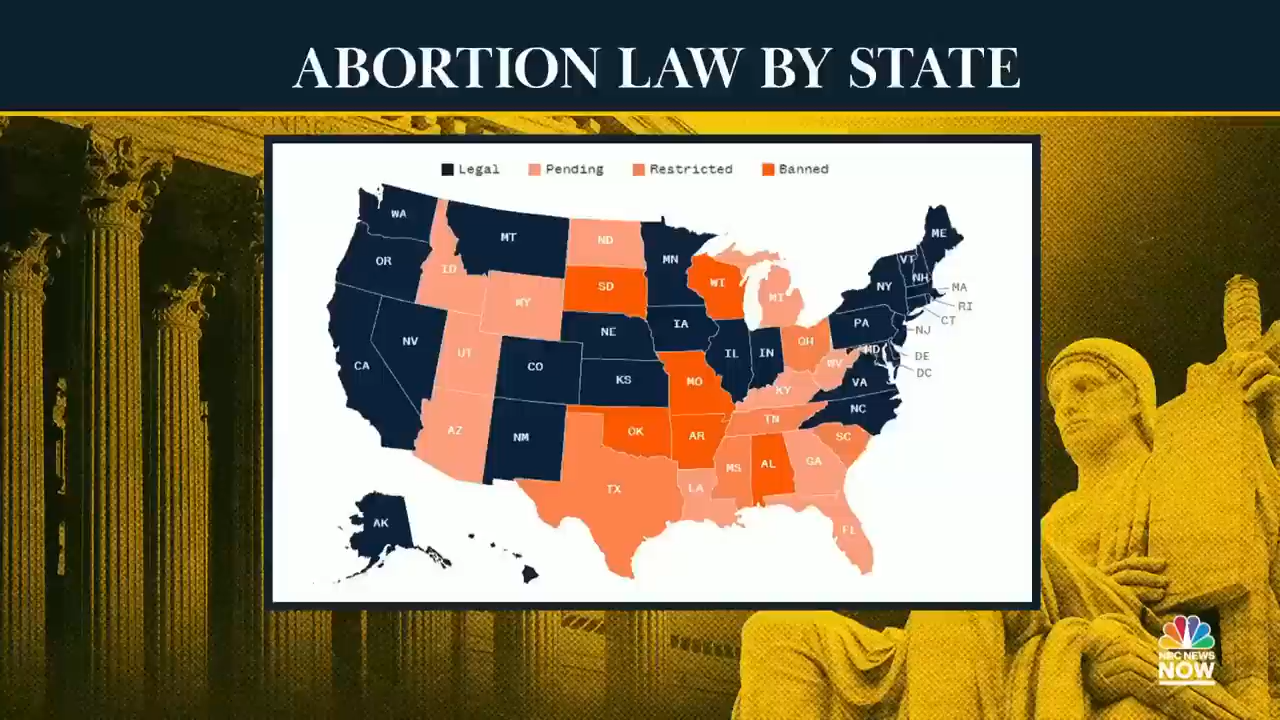 ABORTION LAW BY STATE
Legal Pending Restricted Banned
WA
MT
ND
MN
ME
OR
ID
SD
WI
VT
NH
NY
MA
WY
MI
RI
CT
NV
NE
IA
PA
NJ
CA
UT
CO
KS
IL
IN
OH
MD
DE
DC
WV
VA
MO
KY
NC
AZ
NM
OK
AR
TN
SC
TX
MS
AL
GA
LA
FL
AK
NBC NEWS
NOW